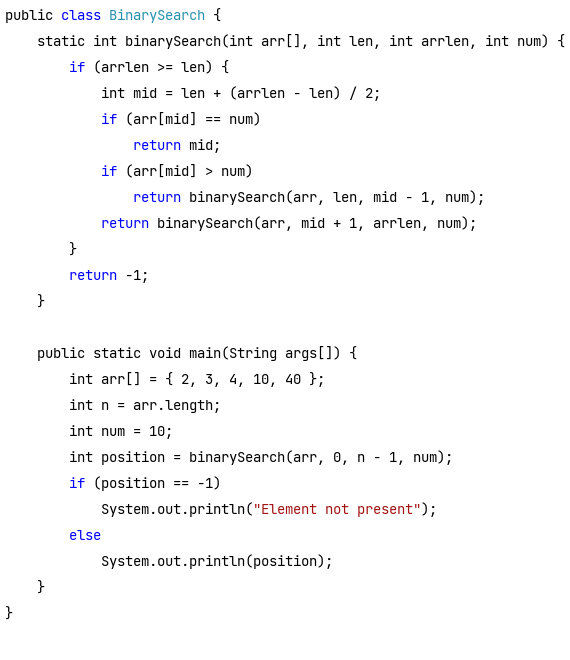 public class BinarySearch {
    static int binarySearch(int arr[], int len, int arrlen, int num) {
        if (arrlen >= len) {
            int mid = len + (arrlen - len) / 2;
            if (arr[mid] == num)
                return mid;
            if (arr[mid] > num)
                return binarySearch(arr, len, mid - 1, num);
            return binarySearch(arr, mid + 1, arrlen, num);
        }
        return -1;
    }

    public static void main(String args[]) {
        int arr[] = { 2, 3, 4, 10, 40 };
        int n = arr.length;
        int num = 10;
        int position = binarySearch(arr, 0, n - 1, num);
        if (position == -1)
            System.out.println("Element not present");
        else
            System.out.println(position);
    }
}